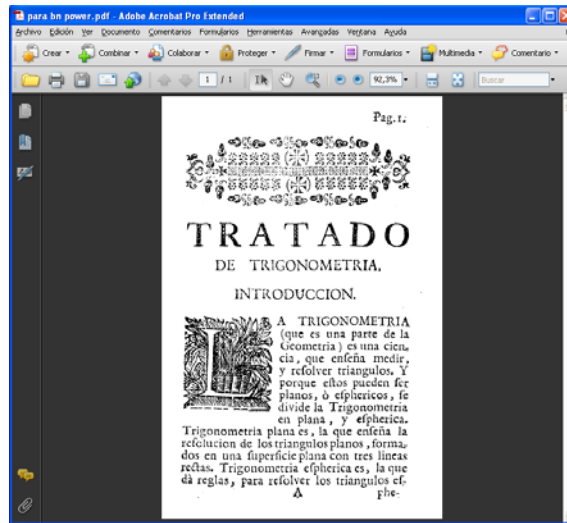 para bn power.pdf - Adobe Acrobat Pro Extended
Archivo Edición Ver Documento Comentarios Formularios Herramientas Avanzadas Ventana Ayuda
Crear Combinar Colaborar Proteger Firmar Formularios Multimedia Comentario
1 / 1 92,3% Buscar
Pag.1.
TRATADO
DE TRIGONOMETRIA,
INTRODUCCION.
LA TRIGONOMETRIA
(que es una parte de la
Geometria) es una cien-
cia, que enseña medir,
y resolver triangulos. Y
porque eſtos pueden ſer
planos, ò eſphericos, ſe
divide la Trigonometria
en plana, y eſpherica.
Trigonometria plana es, la que enſeña la
reſolucion de los triangulos planos, forma-
dos en una ſuperficie plana con tres lineas
rectas. Trigonometria eſpherica es, la que
dà reglas, para reſolver los triangulos eſ-
A phe-